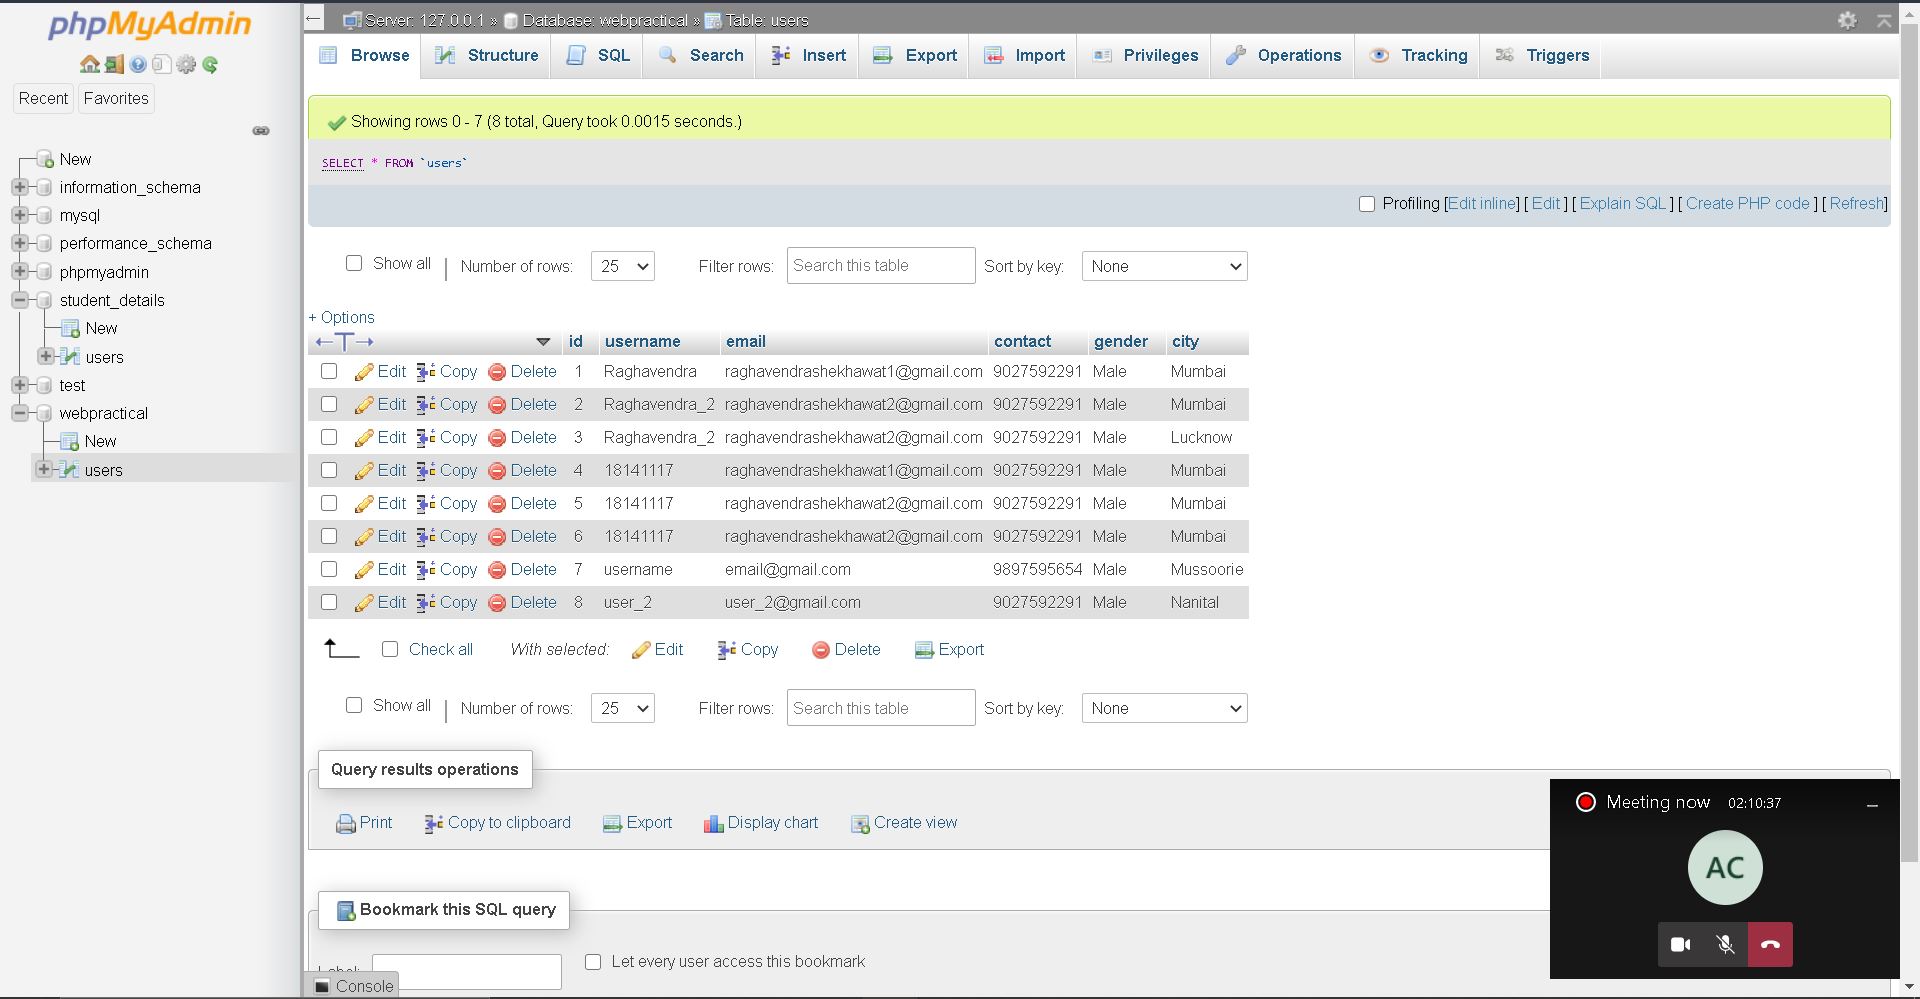 phpMyAdmin
Recent Favorites
New
information_schema
mysql
performance_schema
phpmyadmin
student_details
New
users
test
webpractical
New
users
Server: 127.0.0.1 » Database: webpractical » Table: users
Browse Structure SQL Search Insert Export Import Privileges Operations Tracking Triggers
Showing rows 0 - 7 (8 total, Query took 0.0015 seconds.)
SELECT * FROM `users`
Profiling [Edit inline] [ Edit ] [ Explain SQL ] [ Create PHP code ] [ Refresh]
Show all | Number of rows: 25 Filter rows: Search this table Sort by key: None
+ Options
←T→ id username email contact gender city
Edit Copy Delete 1 Raghavendra raghavendrashekhawat1@gmail.com 9027592291 Male Mumbai
Edit Copy Delete 2 Raghavendra_2 raghavendrashekhawat2@gmail.com 9027592291 Male Mumbai
Edit Copy Delete 3 Raghavendra_2 raghavendrashekhawat2@gmail.com 9027592291 Male Lucknow
Edit Copy Delete 4 18141117 raghavendrashekhawat1@gmail.com 9027592291 Male Mumbai
Edit Copy Delete 5 18141117 raghavendrashekhawat2@gmail.com 9027592291 Male Mumbai
Edit Copy Delete 6 18141117 raghavendrashekhawat2@gmail.com 9027592291 Male Mumbai
Edit Copy Delete 7 username email@gmail.com 9897595654 Male Mussoorie
Edit Copy Delete 8 user_2 user_2@gmail.com 9027592291 Male Nanital
Check all With selected: Edit Copy Delete Export
Show all | Number of rows: 25 Filter rows: Search this table Sort by key: None
Query results operations
Print Copy to clipboard Export Display chart Create view
Bookmark this SQL query
Label: Let every user access this bookmark
Console
Meeting now 02:10:37
AC